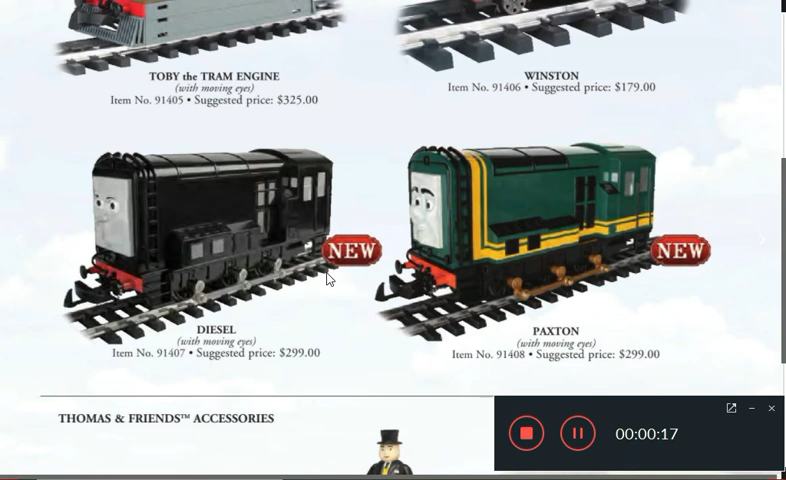 TOBY the TRAM ENGINE
(with moving eyes)
Item No. 91405 • Suggested price: $325.00
WINSTON
Item No. 91406 • Suggested price: $179.00
NEW
NEW
DIESEL
(with moving eyes)
Item No. 91407 • Suggested price: $299.00
PAXTON
(with moving eyes)
Item No. 91408 • Suggested price: $299.00
THOMAS & FRIENDS™ ACCESSORIES
00:00:17